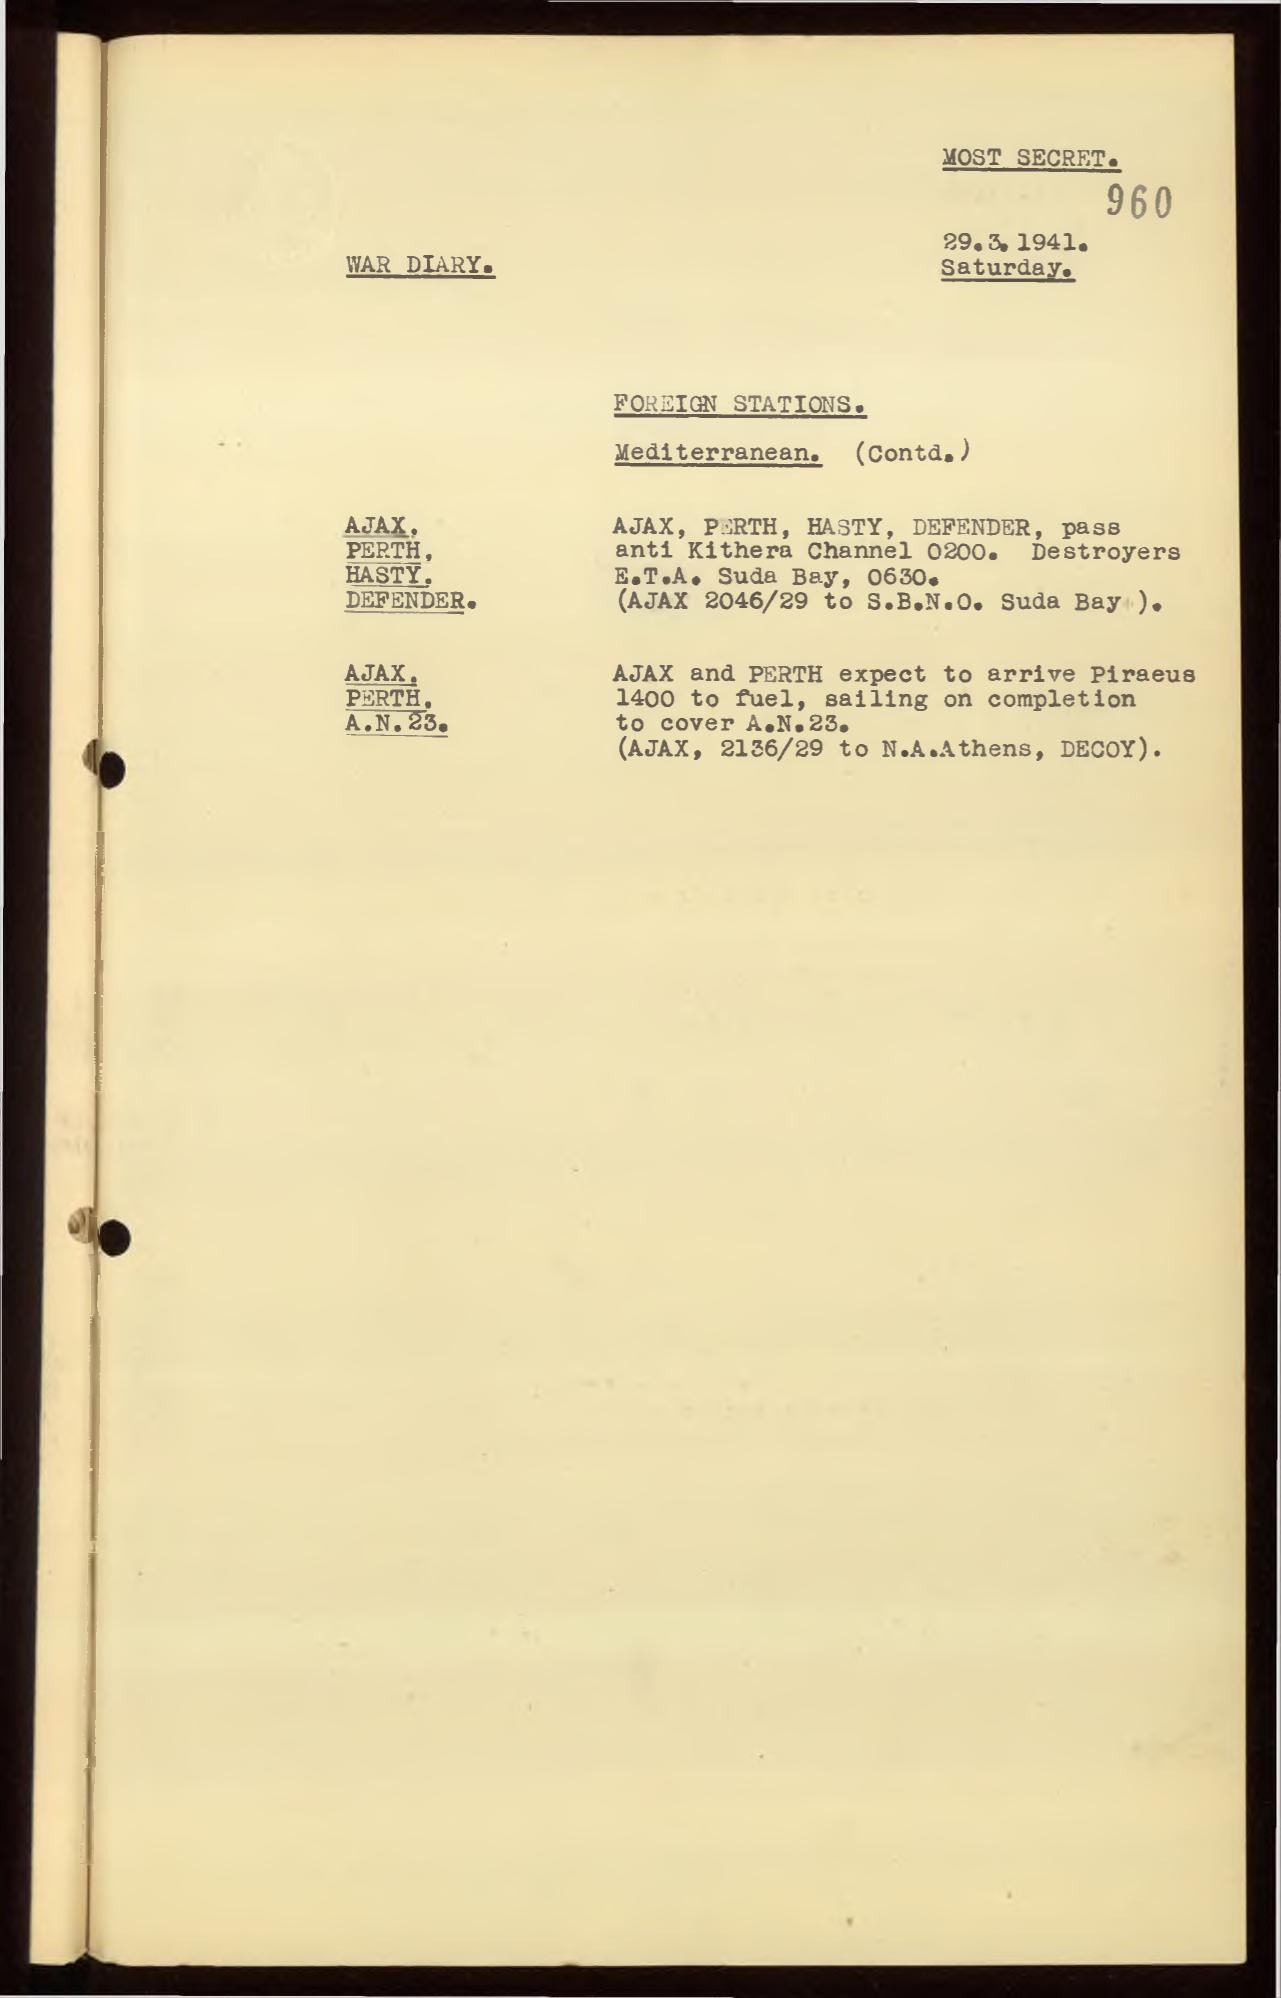 MOST SECRET.
960
29.3.1941.
WAR DIARY.
Saturday.
FOREIGN STATIONS.
Mediterranean. (Contd.)
AJAX.
PERTH.
HASTY.
DEFENDER.
AJAX, PERTH, HASTY, DEFENDER, pass
anti Kithera Channel 0200. Destroyers
E.T.A. Suda Bay, 0630.
(AJAX 2046/29 to S.B.N.O. Suda Bay ).
AJAX.
PERTH.
A.N.23.
AJAX and PERTH expect to arrive Piraeus
1400 to fuel, sailing on completion
to cover A.N.23.
(AJAX, 2136/29 to N.A.Athens, DECOY).